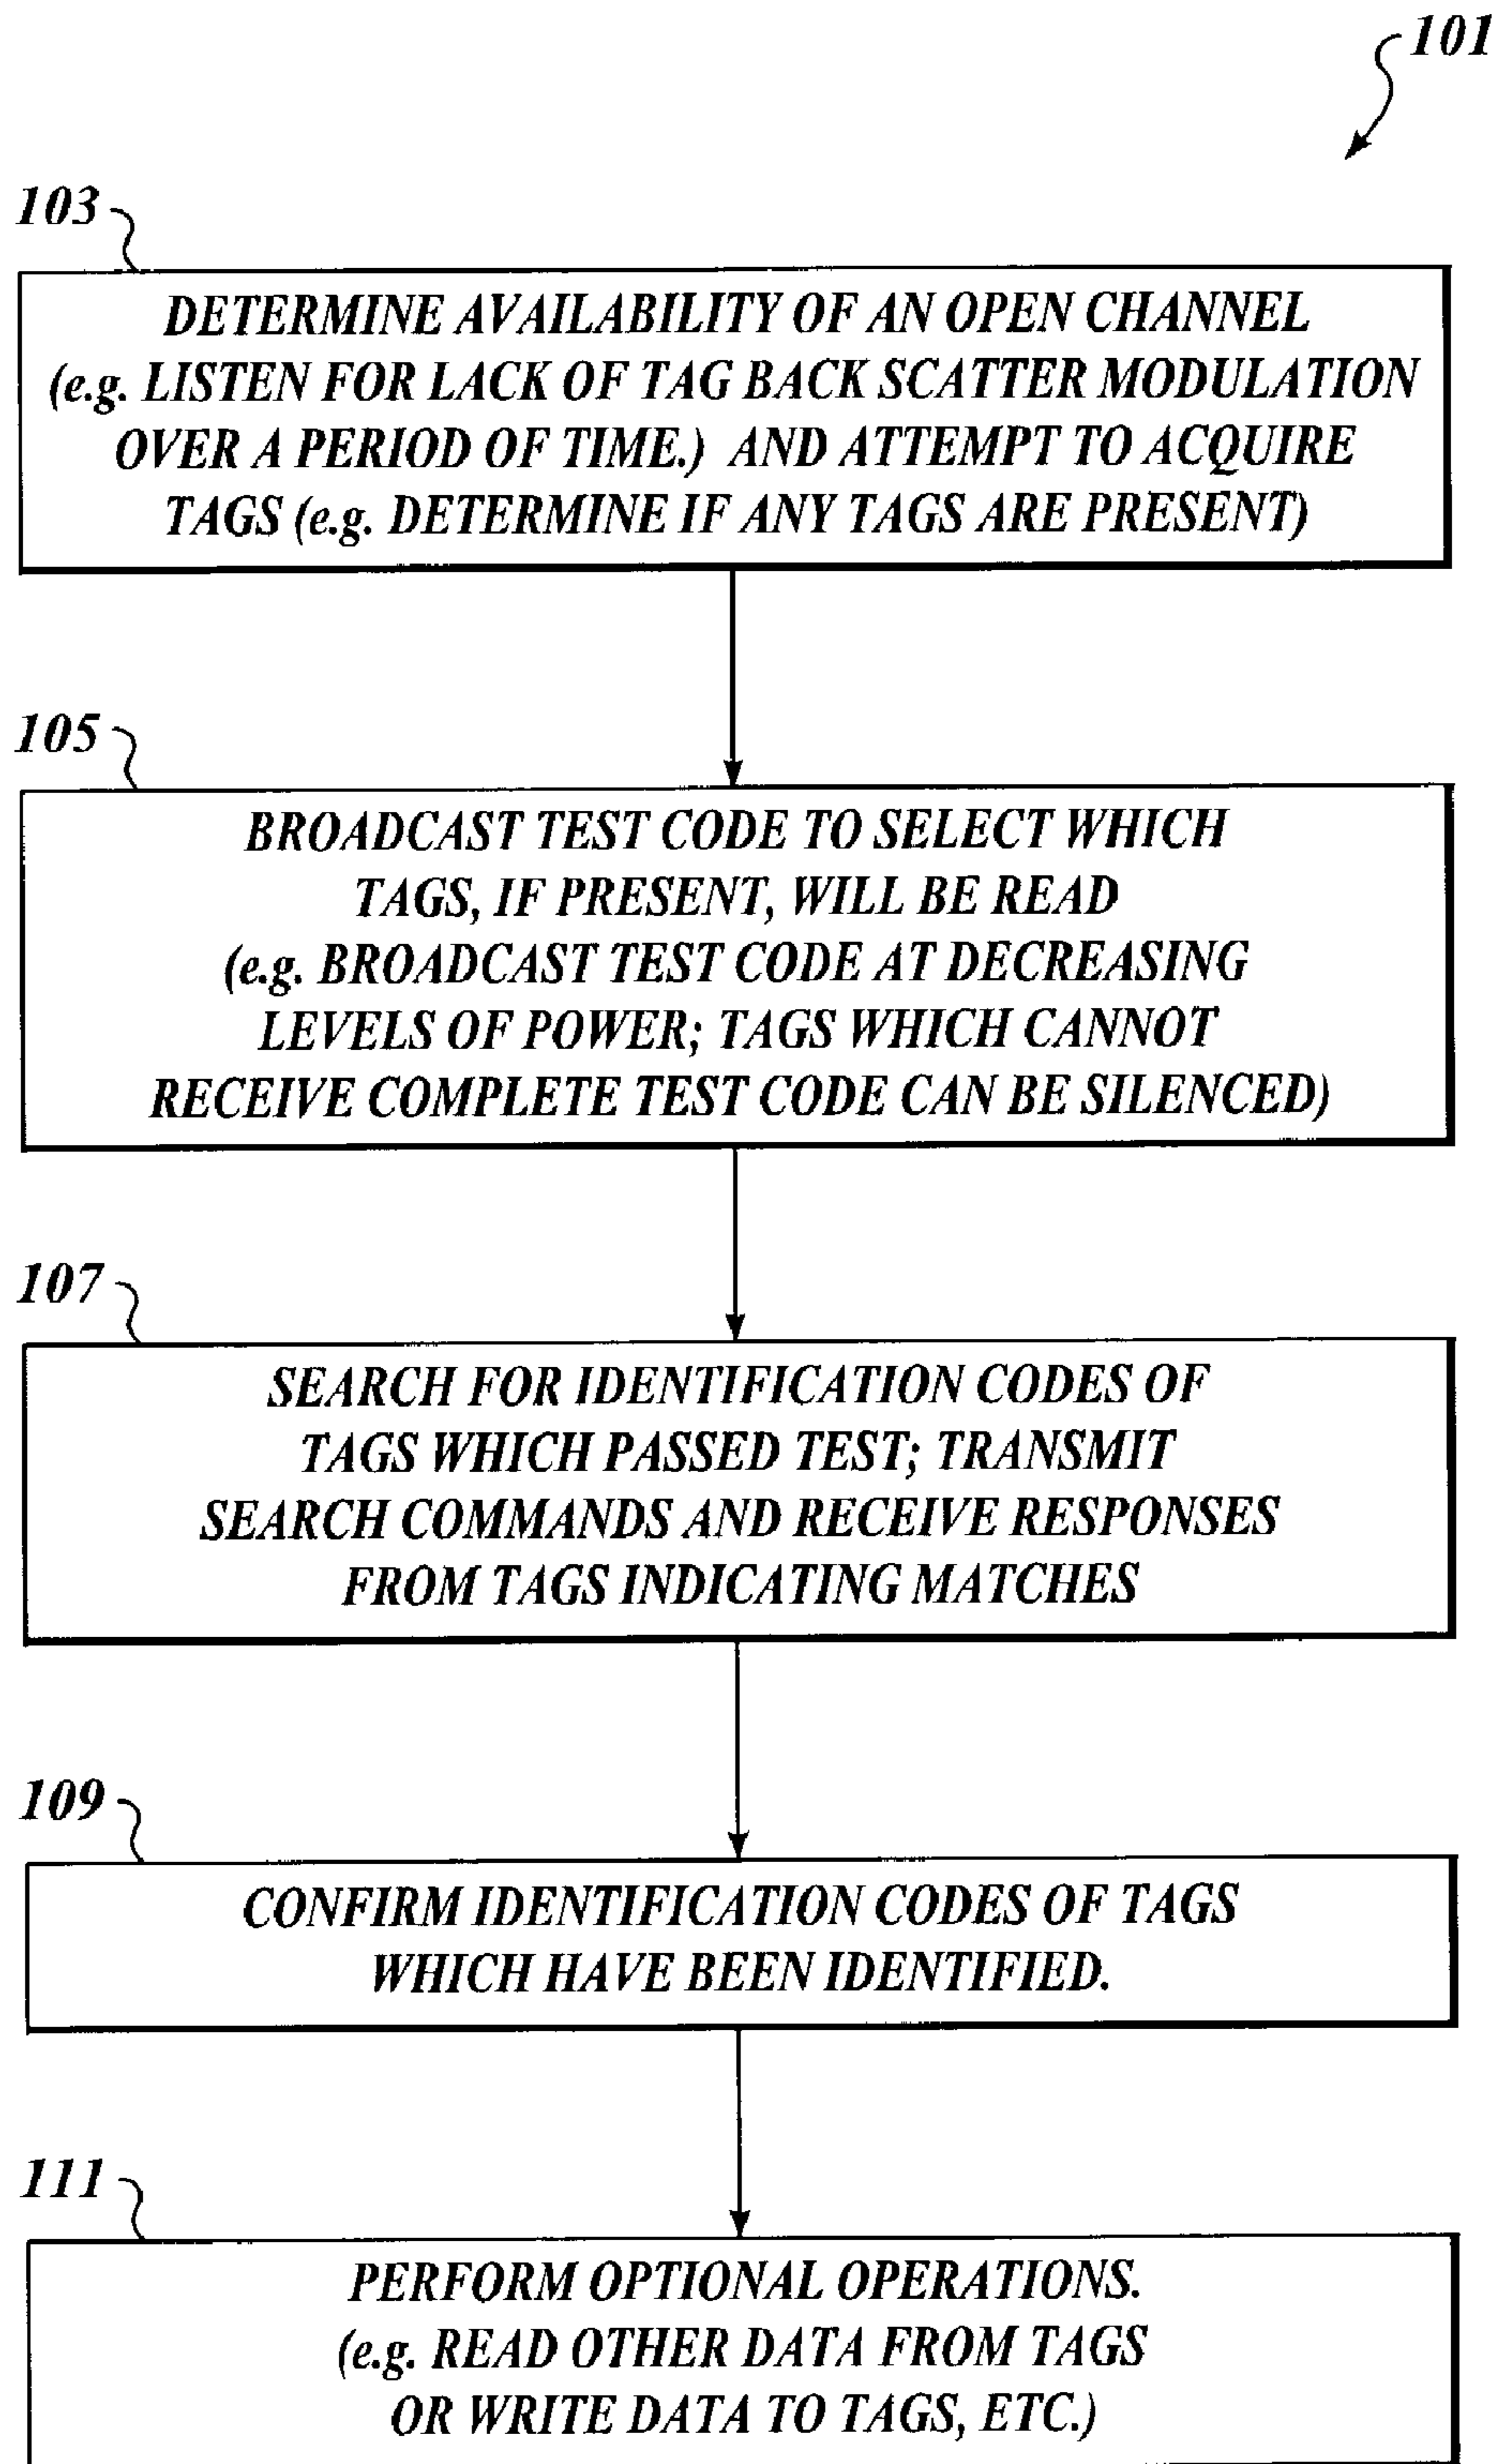 101
103
DETERMINE AVAILABILITY OF AN OPEN CHANNEL
(e.g. LISTEN FOR LACK OF TAG BACK SCATTER MODULATION
OVER A PERIOD OF TIME.) AND ATTEMPT TO ACQUIRE
TAGS (e.g. DETERMINE IF ANY TAGS ARE PRESENT)
105
BROADCAST TEST CODE TO SELECT WHICH
TAGS, IF PRESENT, WILL BE READ
(e.g. BROADCAST TEST CODE AT DECREASING
LEVELS OF POWER; TAGS WHICH CANNOT
RECEIVE COMPLETE TEST CODE CAN BE SILENCED)
107
SEARCH FOR IDENTIFICATION CODES OF
TAGS WHICH PASSED TEST; TRANSMIT
SEARCH COMMANDS AND RECEIVE RESPONSES
FROM TAGS INDICATING MATCHES
109
CONFIRM IDENTIFICATION CODES OF TAGS
WHICH HAVE BEEN IDENTIFIED.
111
PERFORM OPTIONAL OPERATIONS.
(e.g. READ OTHER DATA FROM TAGS
OR WRITE DATA TO TAGS, ETC.)